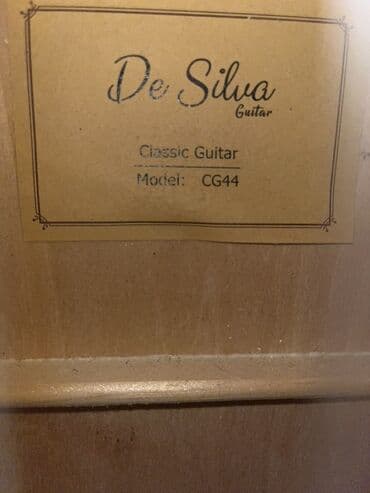 De Silva
Guitar
Classic Guitar
Model: CG44